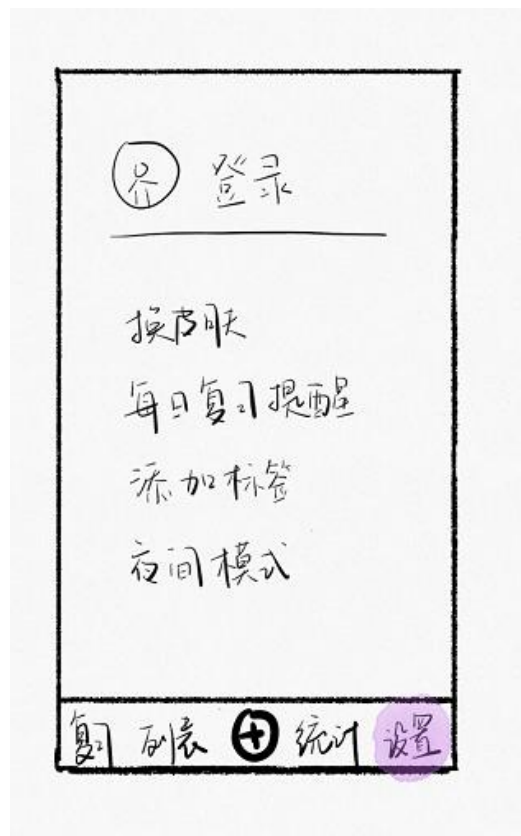 登录
换皮肤
每日复习提醒
添加标签
夜间模式
复习 列表 统计 设置